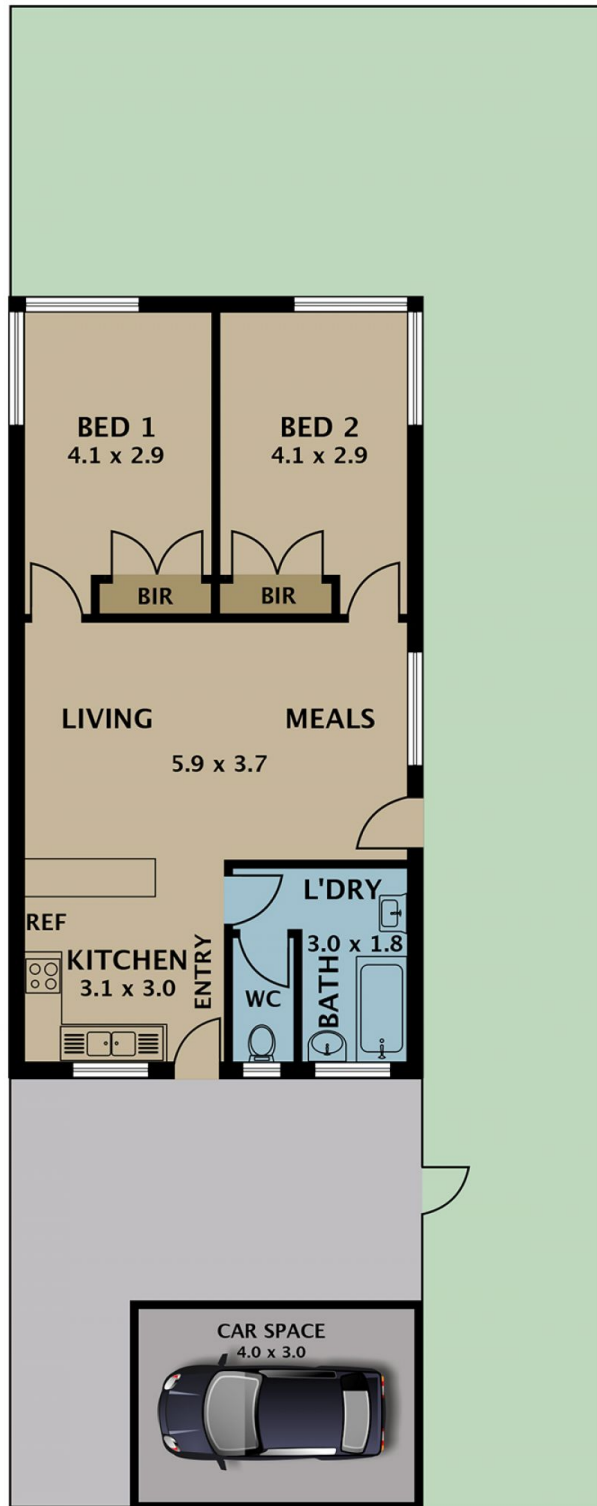 BED 1
4.1 x 2.9
BED 2
4.1 x 2.9
BIR
BIR
LIVING
MEALS
5.9 x 3.7
L'DRY
3.0 x 1.8
REF
KITCHEN
3.1 x 3.0
ENTRY
WC
BATH
CAR SPACE
4.0 x 3.0